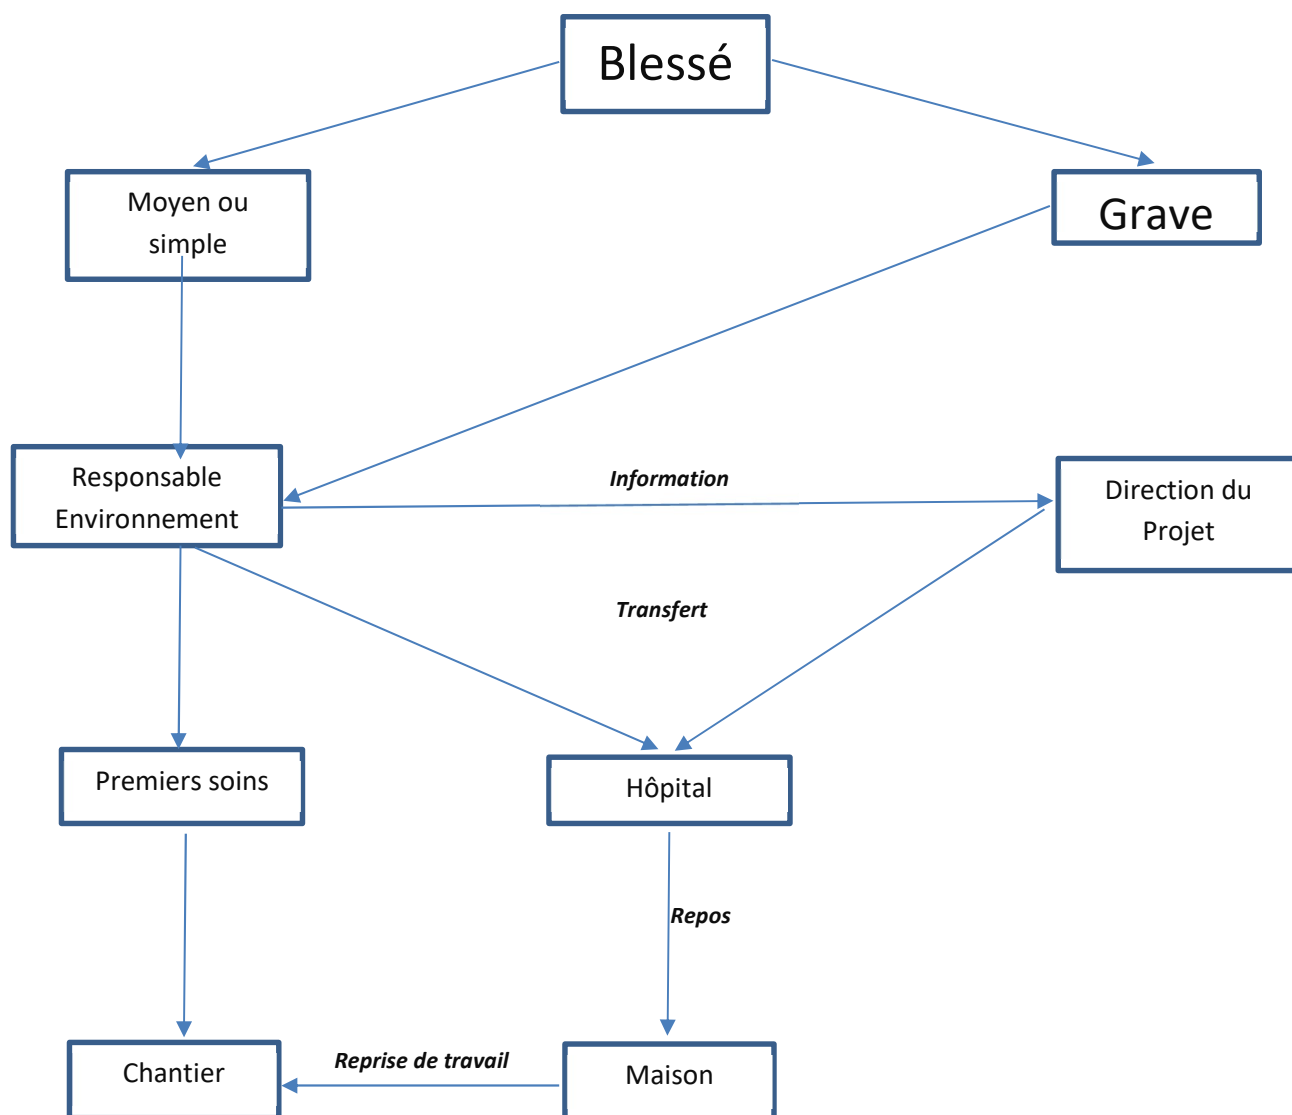 Blessé
Moyen ou
simple
Grave
Responsable
Environnement
Information
Direction du
Projet
Transfert
Premiers soins
Hôpital
Repos
Chantier
Reprise de travail
Maison